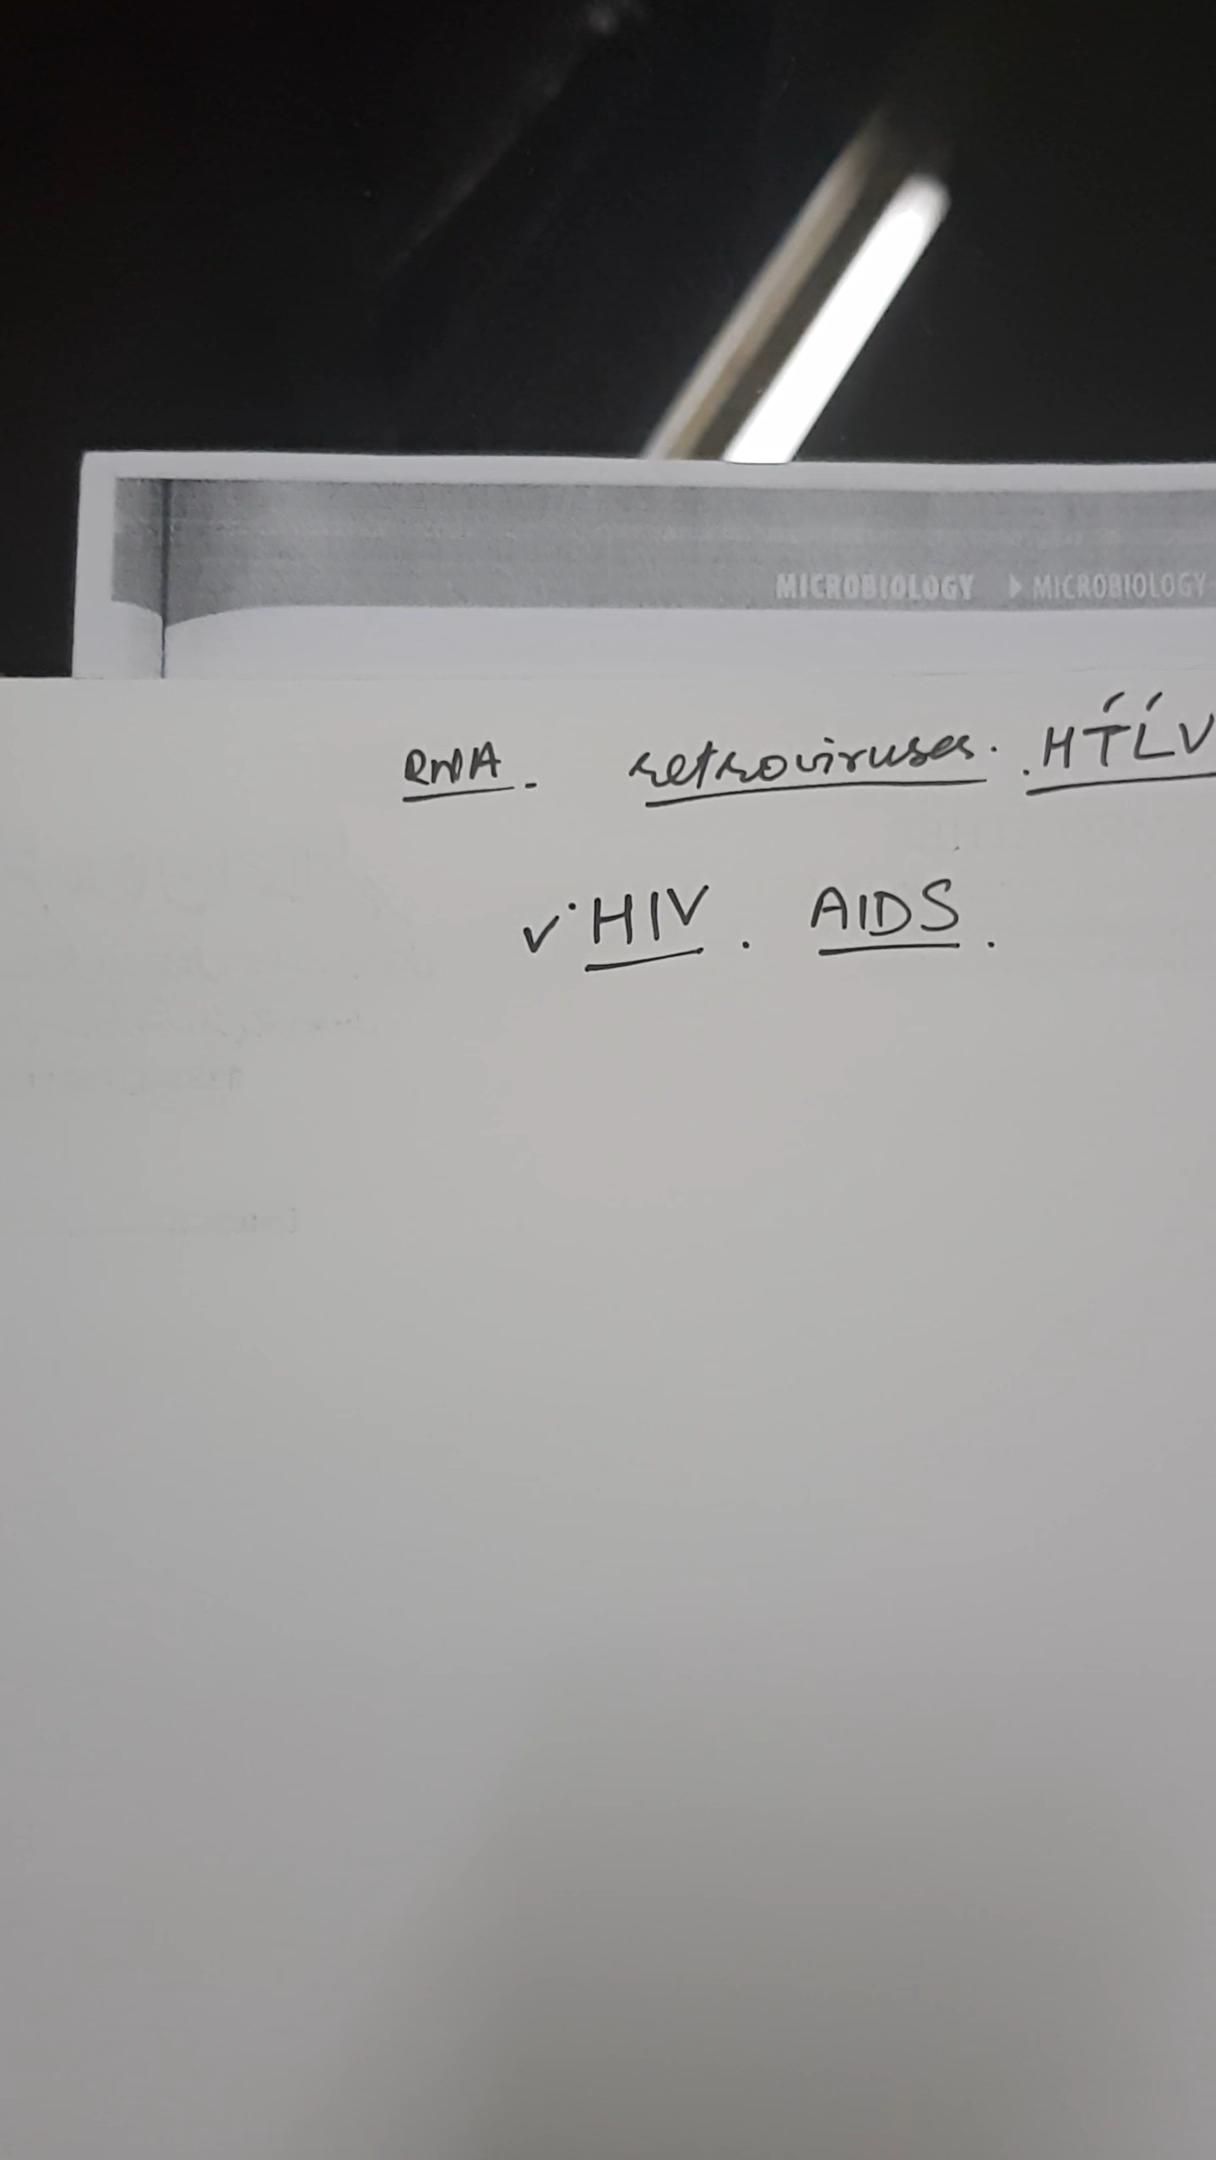 MICROBIOLOGY ▶ MICROBIOLOGY
RNA. retroviruses. HTLV
✓ HIV. AIDS.